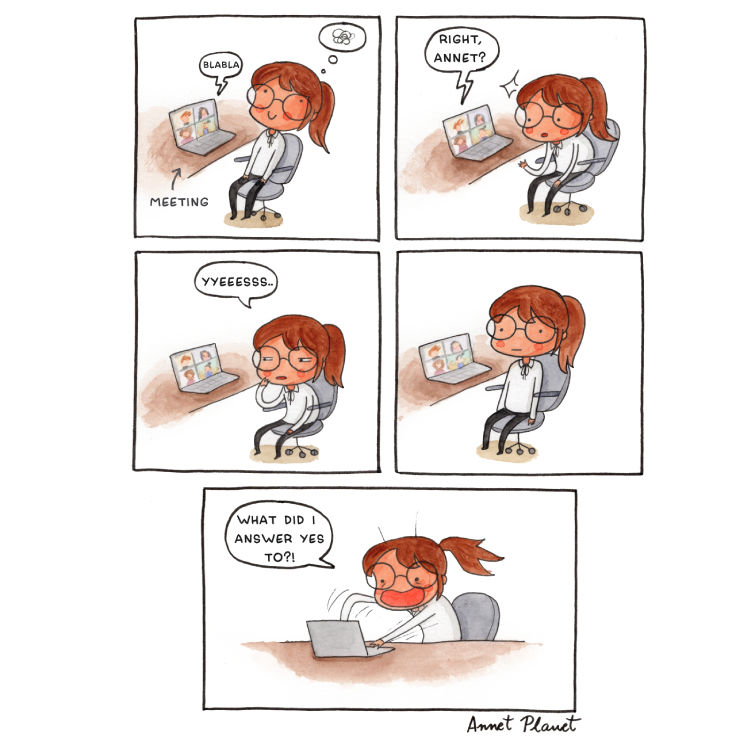 BLABLA
MEETING
RIGHT,
ANNET?
YYEEESSS..
WHAT DID I
ANSWER YES
TO?!
Annet Planet